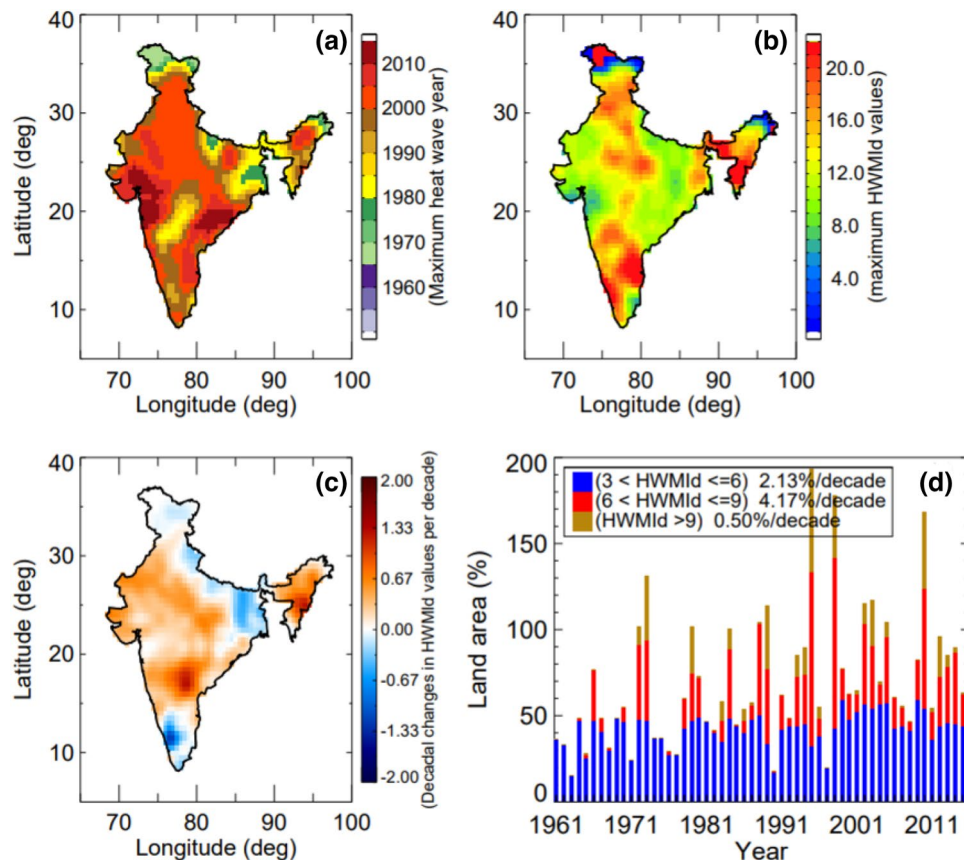 (a)
40
30
20
10
Latitude (deg)
70 80 90 100
Longitude (deg)
2010
2000
1990
1980
1970
1960
(Maximum heat wave year)
(b)
40
30
20
10
Latitude (deg)
70 80 90 100
Longitude (deg)
20.0
16.0
12.0
8.0
4.0
(maximum HWMId values)
(c)
40
30
20
10
Latitude (deg)
70 80 90 100
Longitude (deg)
2.00
1.33
0.67
0.00
-0.67
-1.33
-2.00
(Decadal changes in HWMId values per decade)
(d)
200
150
100
50
0
Land area (%)
(3 < HWMId <=6) 2.13%/decade
(6 < HWMId <=9) 4.17%/decade
(HWMId >9) 0.50%/decade
1961 1971 1981 1991 2001 2011
Year